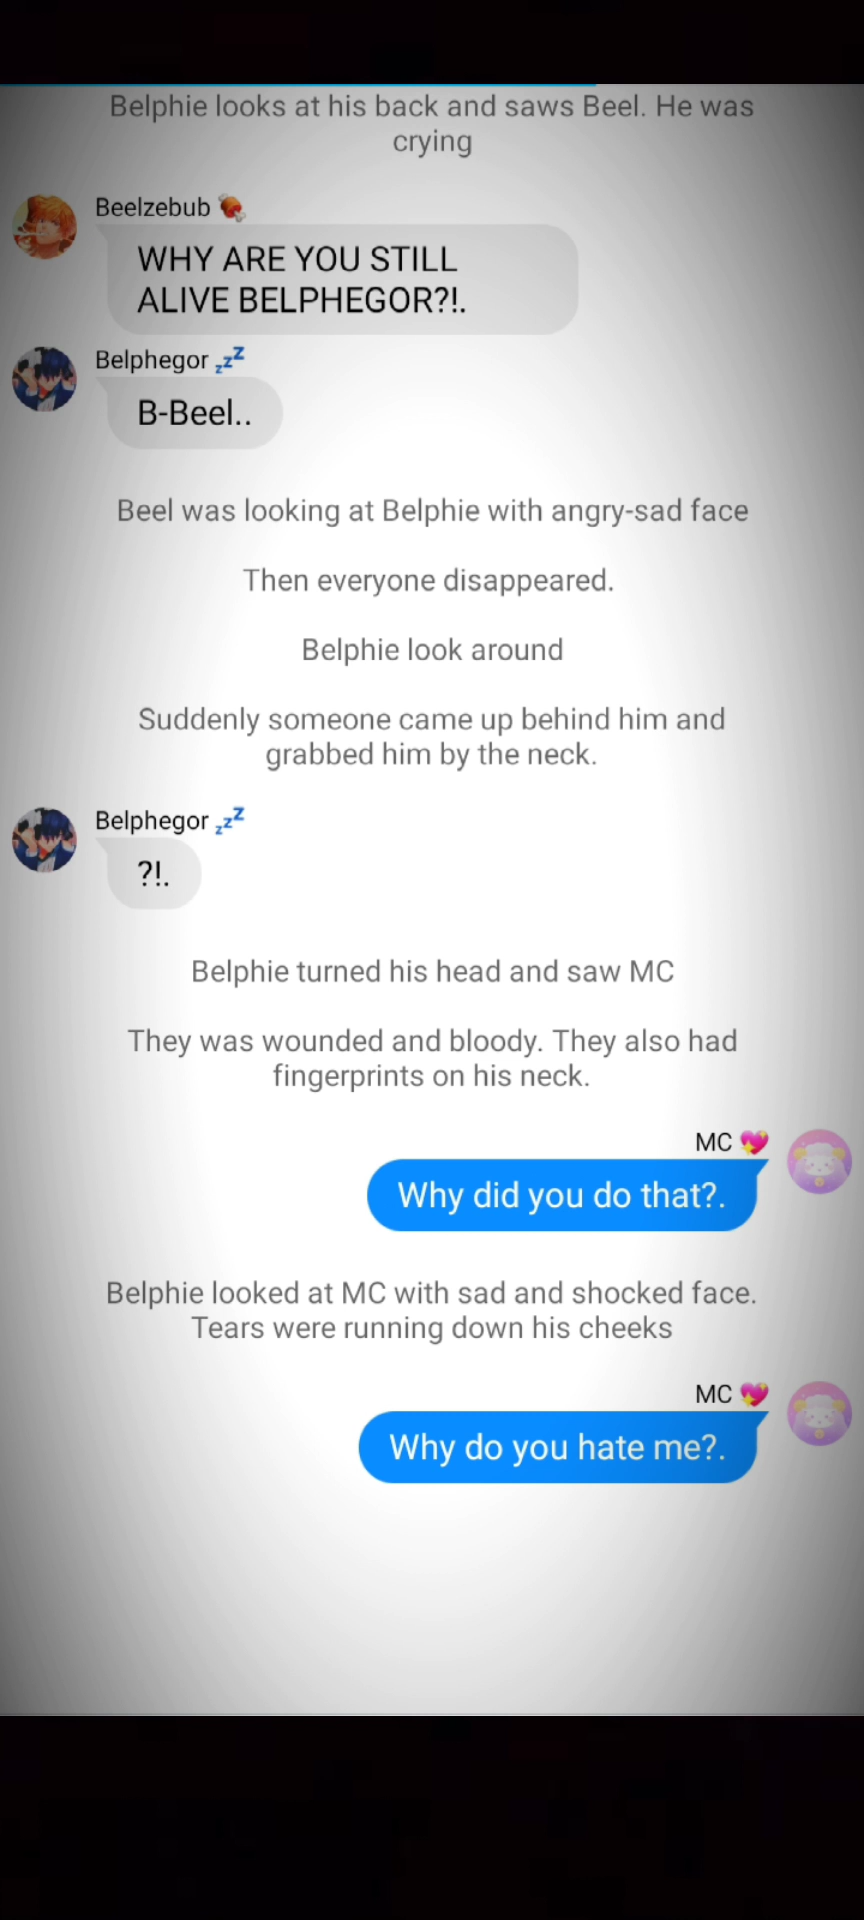 Belphie looks at his back and saws Beel. He was
crying
Beelzebub 🍖
WHY ARE YOU STILL
ALIVE BELPHEGOR?!.
Belphegor 💤
B-Beel..
Beel was looking at Belphie with angry-sad face
Then everyone disappeared.
Belphie look around
Suddenly someone came up behind him and
grabbed him by the neck.
Belphegor 💤
?!.
Belphie turned his head and saw MC
They was wounded and bloody. They also had
fingerprints on his neck.
MC 💖
Why did you do that?.
Belphie looked at MC with sad and shocked face.
Tears were running down his cheeks
MC 💖
Why do you hate me?.